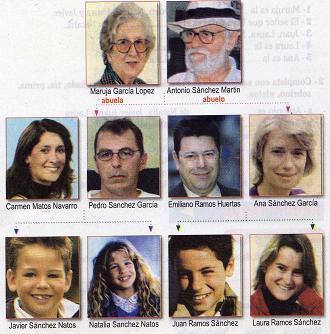 Maruja García Lopez Antonio Sánchez Martin
abuela abuelo
Carmen Matos Navarro Pedro Sanchez García Emiliano Ramos Huertas Ana Sánchez García
Javier Sánchez Natos Natalia Sanchez Natos Juan Ramos Sánchez Laura Ramos Sánchez